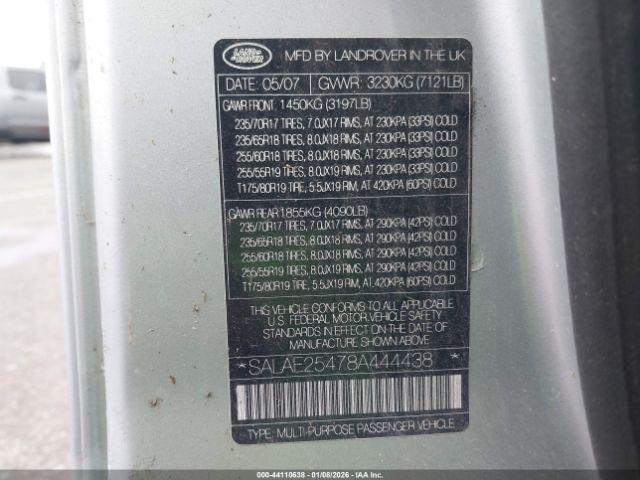 LAND ROVER
MFD BY LANDROVER IN THE UK
DATE: 05/07 GVWR: 3230KG (7121LB)
GAWR FRONT 1450KG (3197LB)
235/70R17 TIRES, 7.0JX17 RIMS, AT 230KPA (33PSI) COLD
235/65R18 TIRES, 8.0JX18 RIMS, AT 230KPA (33PSI) COLD
255/60R18 TIRES, 8.0JX18 RIMS, AT 230KPA (33PSI) COLD
255/55R19 TIRES, 8.0JX19 RIMS, AT 230KPA (33PSI) COLD
T175/80R19 TIRE, 5.5JX19 RIM, AT 420KPA (60PSI) COLD
GAWR REAR 1855KG (4090LB)
235/70R17 TIRES, 7.0JX17 RIMS, AT 290KPA (42PSI) COLD
235/65R18 TIRES, 8.0JX18 RIMS, AT 290KPA (42PSI) COLD
255/60R18 TIRES, 8.0JX18 RIMS, AT 290KPA (42PSI) COLD
255/55R19 TIRES, 8.0JX19 RIMS, AT 290KPA (42PSI) COLD
T175/80R19 TIRE, 5.5JX19 RIM, AT 420KPA (60PSI) COLD
THIS VEHICLE CONFORMS TO ALL APPLICABLE
U.S. FEDERAL MOTOR VEHICLE SAFETY
STANDARDS IN EFFECT ON THE DATE OF
MANUFACTURE SHOWN ABOVE
*SALAE25478A444438 *
TYPE: MULTI-PURPOSE PASSENGER VEHICLE
000-44110638 - 01/08/2026 - IAAI.COM